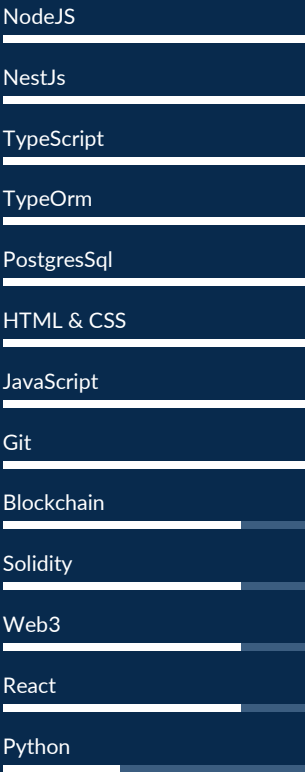 NodeJS
NestJs
TypeScript
TypeOrm
PostgresSql
HTML & CSS
JavaScript
Git
Blockchain
Solidity
Web3
React
Python